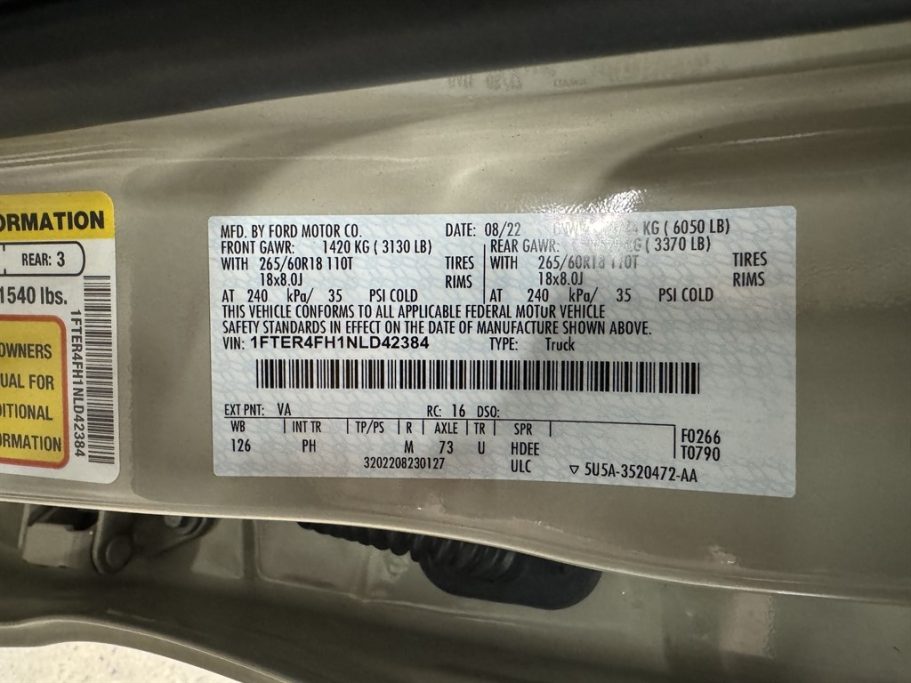 ORMATION
REAR: 3
1540 lbs.
OWNERS
UAL FOR
DITIONAL
ORMATION
1FTER4FH1NLD42384
MFD. BY FORD MOTOR CO. DATE: 08/22 KG ( 6050 LB)
FRONT GAWR: 1420 KG ( 3130 LB) REAR GAWR: KG ( 3370 LB)
WITH 265/60R18 110T TIRES WITH 265/60R18 110T TIRES
18x8.0J RIMS 18x8.0J RIMS
AT 240 kPa/ 35 PSI COLD AT 240 kPa/ 35 PSI COLD
THIS VEHICLE CONFORMS TO ALL APPLICABLE FEDERAL MOTOR VEHICLE
SAFETY STANDARDS IN EFFECT ON THE DATE OF MANUFACTURE SHOWN ABOVE.
VIN: 1FTER4FH1NLD42384 TYPE: Truck
EXT PNT: VA RC: 16 DSO:
WB INT TR TP/PS R AXLE TR SPR
126 PH M 73 U HDEE
F0266
T0790
3202208230127 ULC ▽ 5U5A-3520472-AA